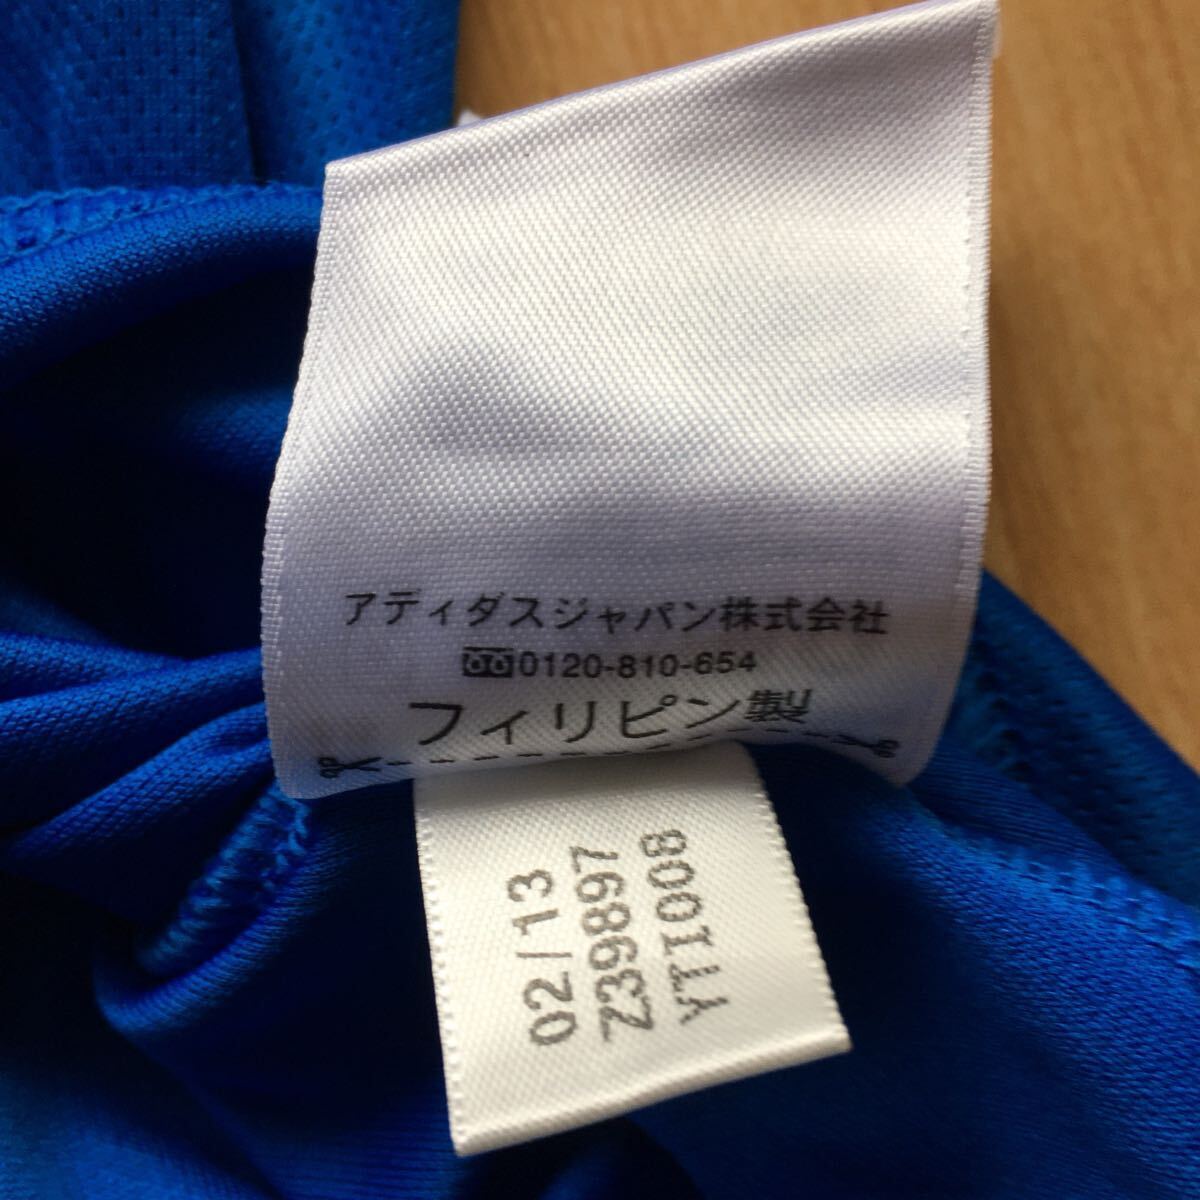 アディダスジャパン株式会社
0120-810-654
フィリピン製
02/13
Z39897
YTI008